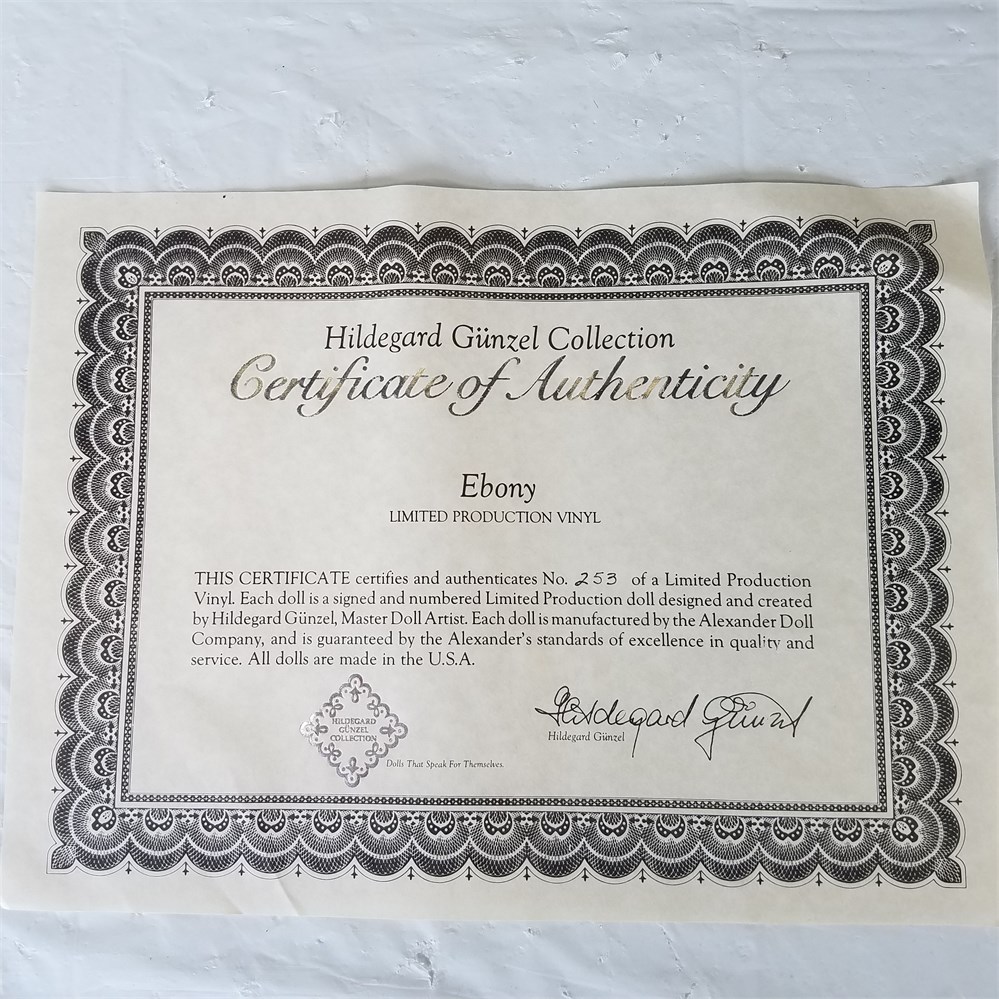 Hildegard Günzel Collection
Certificate of Authenticity
Ebony
LIMITED PRODUCTION VINYL
THIS CERTIFICATE certifies and authenticates No. 253 of a Limited Production
Vinyl. Each doll is a signed and numbered Limited Production doll designed and created
by Hildegard Günzel, Master Doll Artist. Each doll is manufactured by the Alexander Doll
Company, and is guaranteed by the Alexander's standards of excellence in quality and
service. All dolls are made in the U.S.A.
HILDEGARD
GÜNZEL
COLLECTION
Dolls That Speak For Themselves.
Hildegard Günzel
Hildegard Günzel